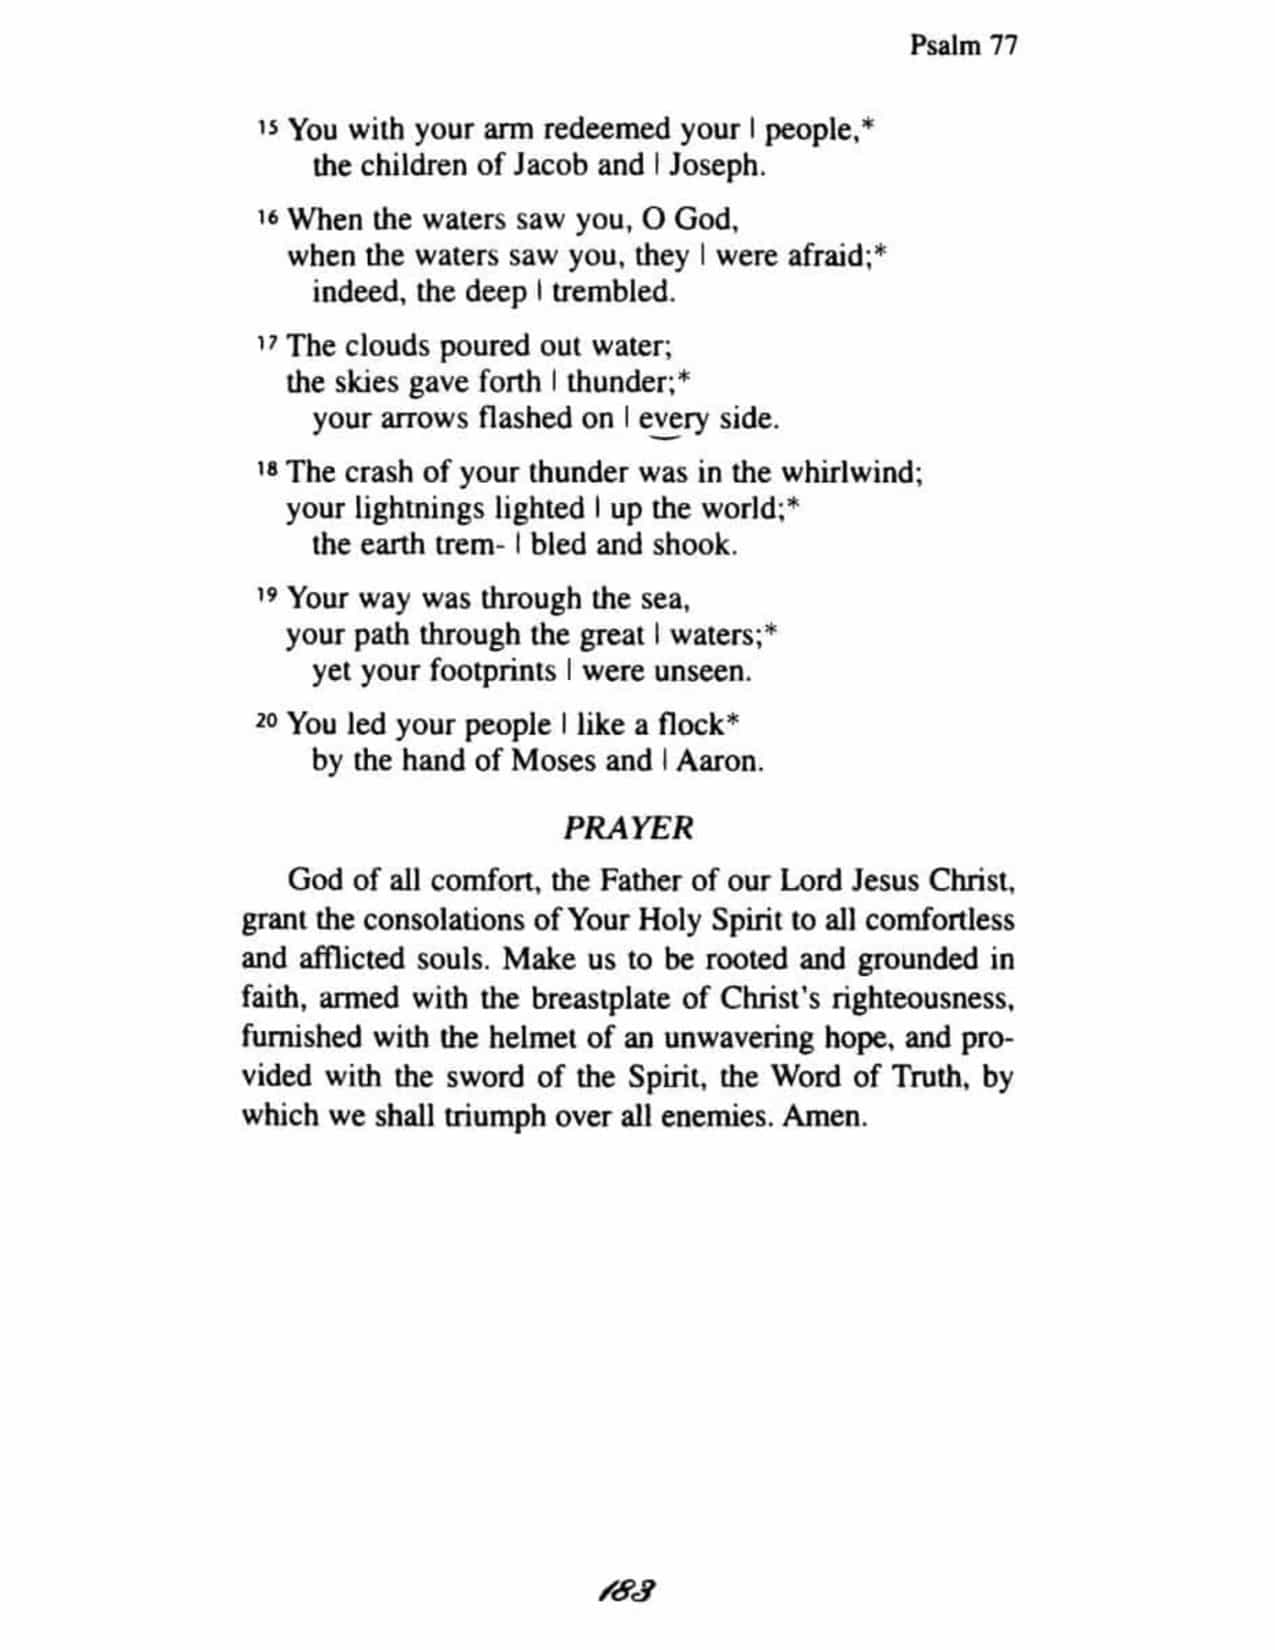 Psalm 77
15 You with your arm redeemed your | people,*
the children of Jacob and | Joseph.
16 When the waters saw you, O God,
when the waters saw you, they | were afraid;*
indeed, the deep | trembled.
17 The clouds poured out water;
the skies gave forth | thunder;*
your arrows flashed on | every side.
18 The crash of your thunder was in the whirlwind;
your lightnings lighted | up the world;*
the earth trem- | bled and shook.
19 Your way was through the sea,
your path through the great | waters;*
yet your footprints | were unseen.
20 You led your people | like a flock*
by the hand of Moses and | Aaron.
PRAYER
God of all comfort, the Father of our Lord Jesus Christ,
grant the consolations of Your Holy Spirit to all comfortless
and afflicted souls. Make us to be rooted and grounded in
faith, armed with the breastplate of Christ's righteousness,
furnished with the helmet of an unwavering hope, and pro-
vided with the sword of the Spirit, the Word of Truth, by
which we shall triumph over all enemies. Amen.
183